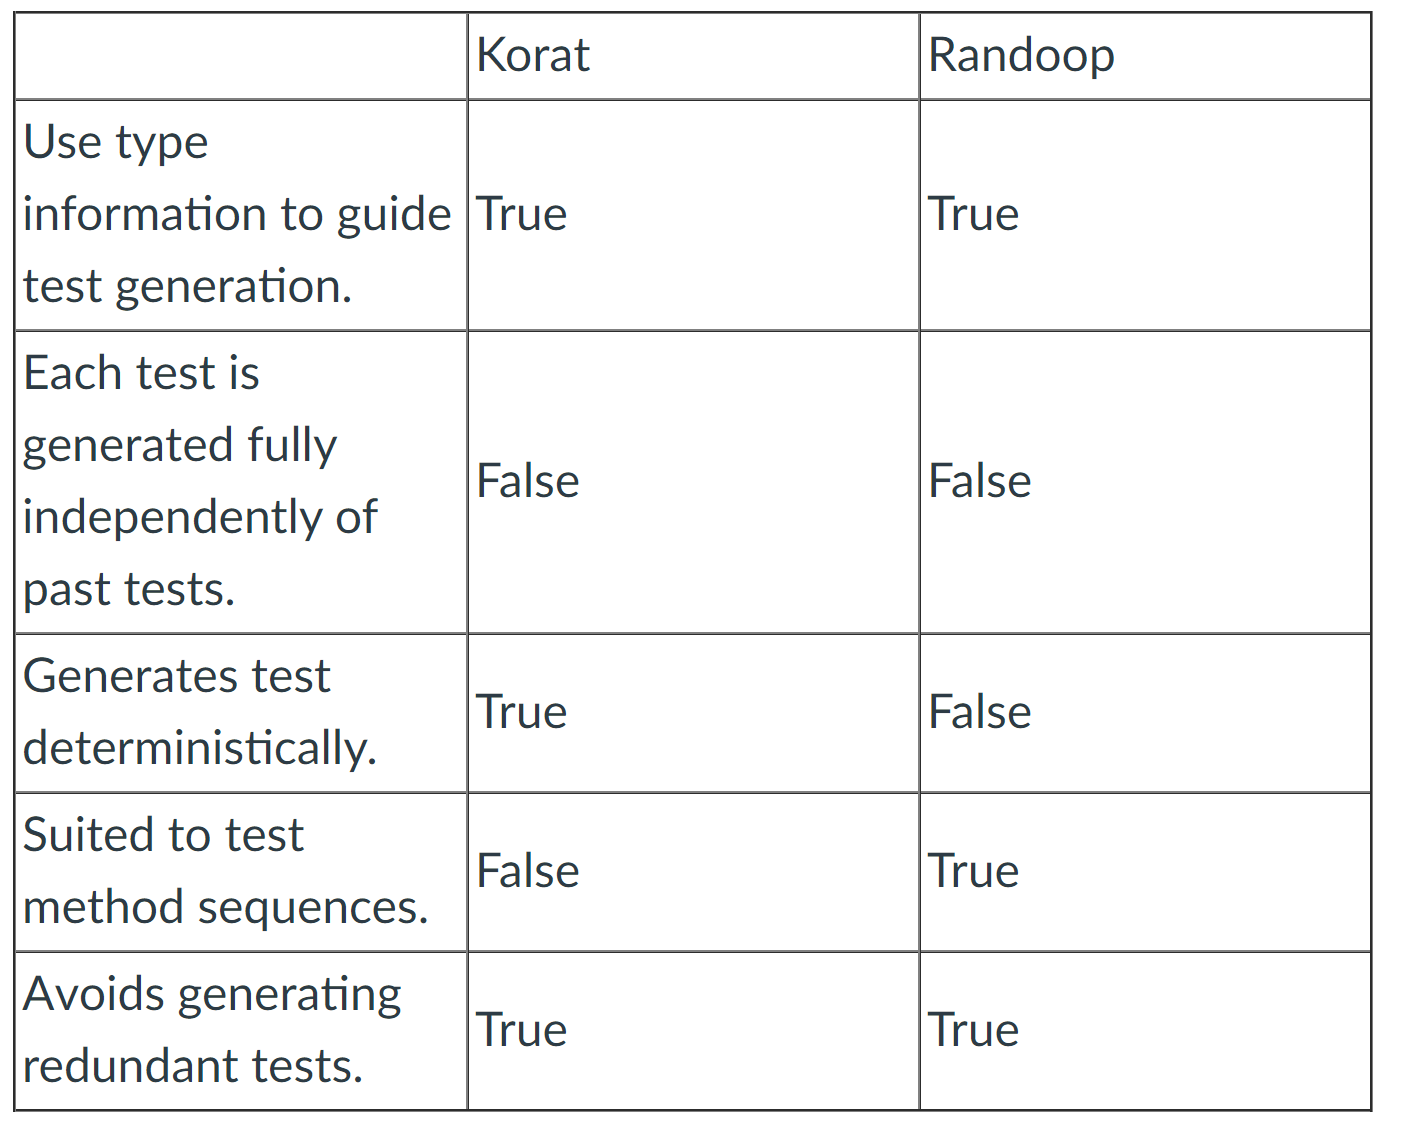 Korat Randoop
Use type
information to guide True True
test generation.
Each test is
generated fully
False False
independently of
past tests.
Generates test
True False
deterministically.
Suited to test
False True
method sequences.
Avoids generating
True True
redundant tests.